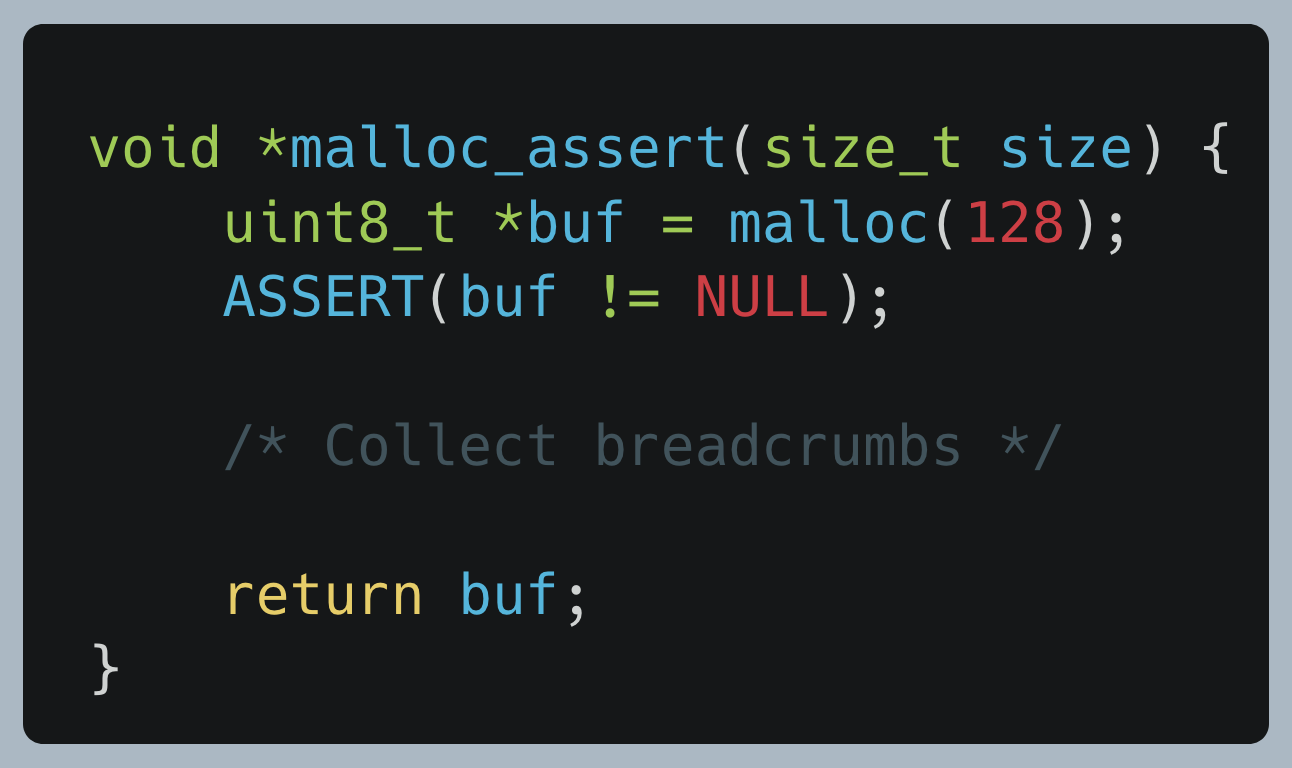 void *malloc_assert(size_t size) {
    uint8_t *buf = malloc(128);
    ASSERT(buf != NULL);

    /* Collect breadcrumbs */

    return buf;
}